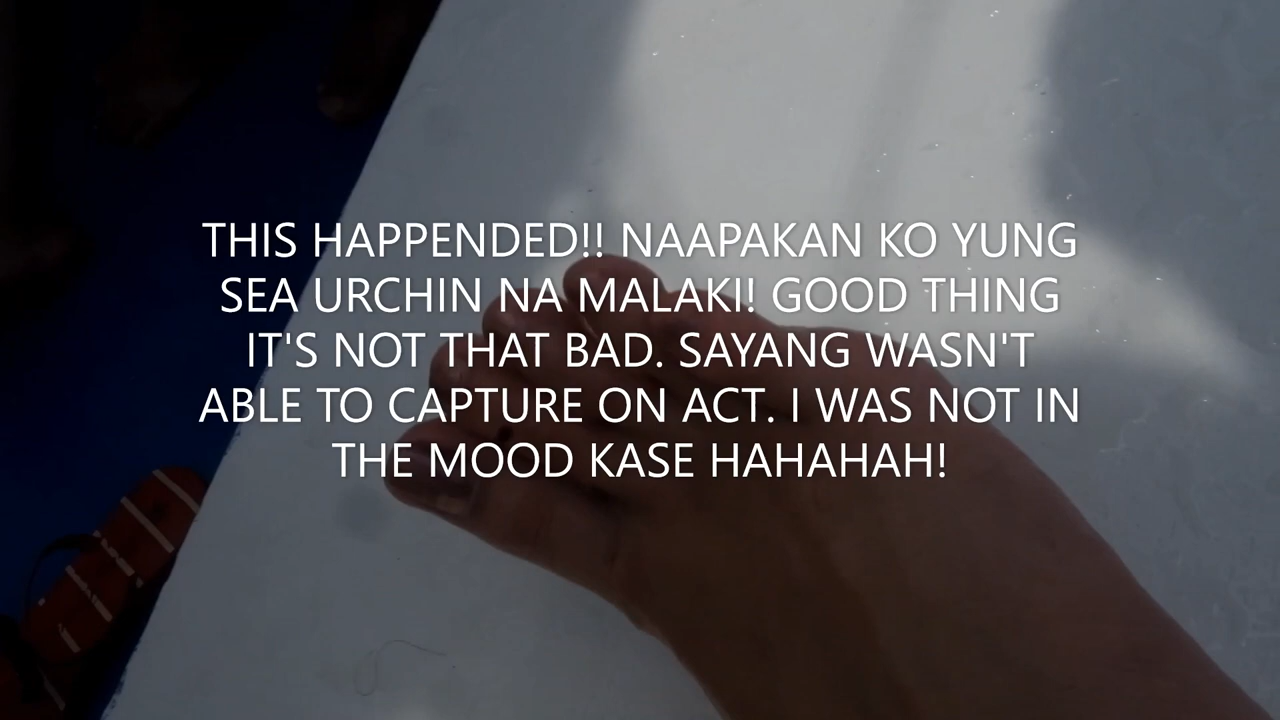 THIS HAPPENDED!! NAAPAKAN KO YUNG
SEA URCHIN NA MALAKI! GOOD THING
IT'S NOT THAT BAD. SAYANG WASN'T
ABLE TO CAPTURE ON ACT. I WAS NOT IN
THE MOOD KASE HAHAHAH!